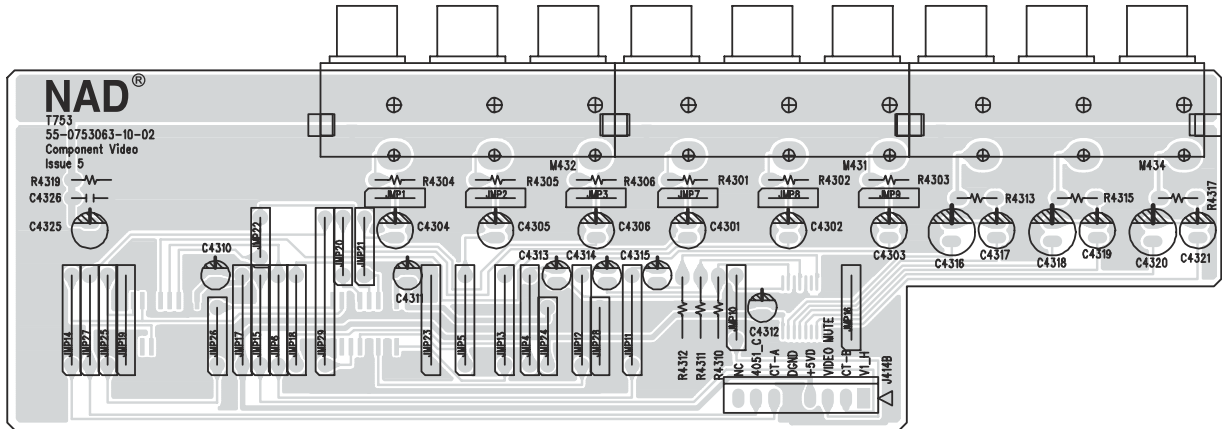 NAD®
T753
55-0753063-10-02
Component Video
Issue 5
M432
M431
M434
R4319
C4326
C4325
JMP1
R4304
C4304
JMP2
R4305
C4305
JMP3
R4306
C4306
JMP7
R4301
C4301
JMP8
R4302
C4302
JMP9
R4303
C4303
R4313
C4316
C4317
R4315
C4318
C4319
R4317
C4320
C4321
JMP22
JMP20
JMP21
C4310
C4311
C4313
C4314
C4315
C4312
JMP14
JMP27
JMP25
JMP19
JMP26
JMP17
JMP15
JMP6
JMP18
JMP29
JMP23
JMP5
JMP13
JMP4
JMP24
JMP12
JMP28
JMP11
JMP10
JMP16
R4312
R4311
R4310
NC
4051_C
CT-A
DGND
+5VD
VIDEO MUTE
CT-B
V1_H
J414B